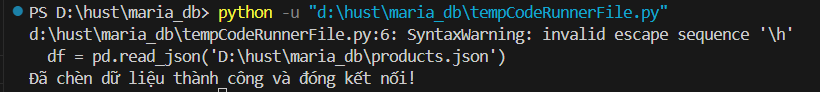 PS D:\hust\maria_db> python -u "d:\hust\maria_db\tempCodeRunnerFile.py"
d:\hust\maria_db\tempCodeRunnerFile.py:6: SyntaxWarning: invalid escape sequence '\h'
  df = pd.read_json('D:\hust\maria_db\products.json')
Đã chèn dữ liệu thành công và đóng kết nối!